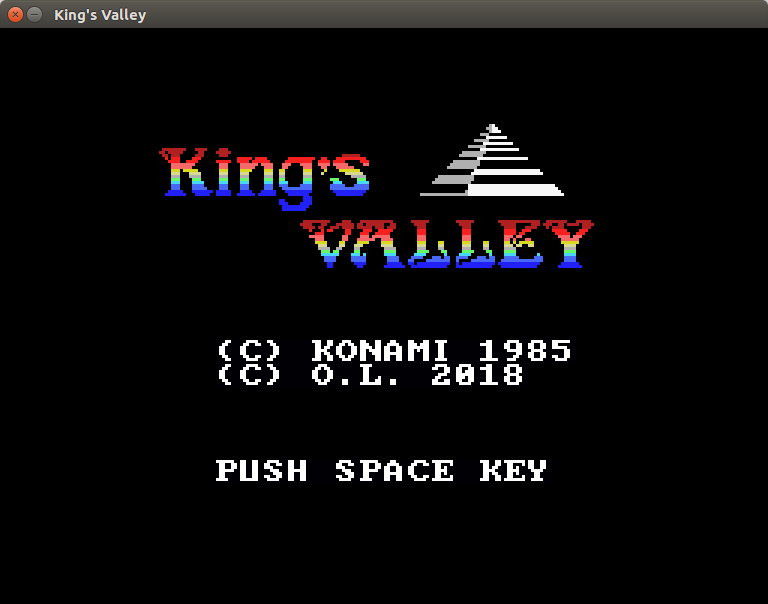 King's Valley
King's
VALLEY
(C) KONAMI 1985
(C) O.L. 2018
PUSH SPACE KEY